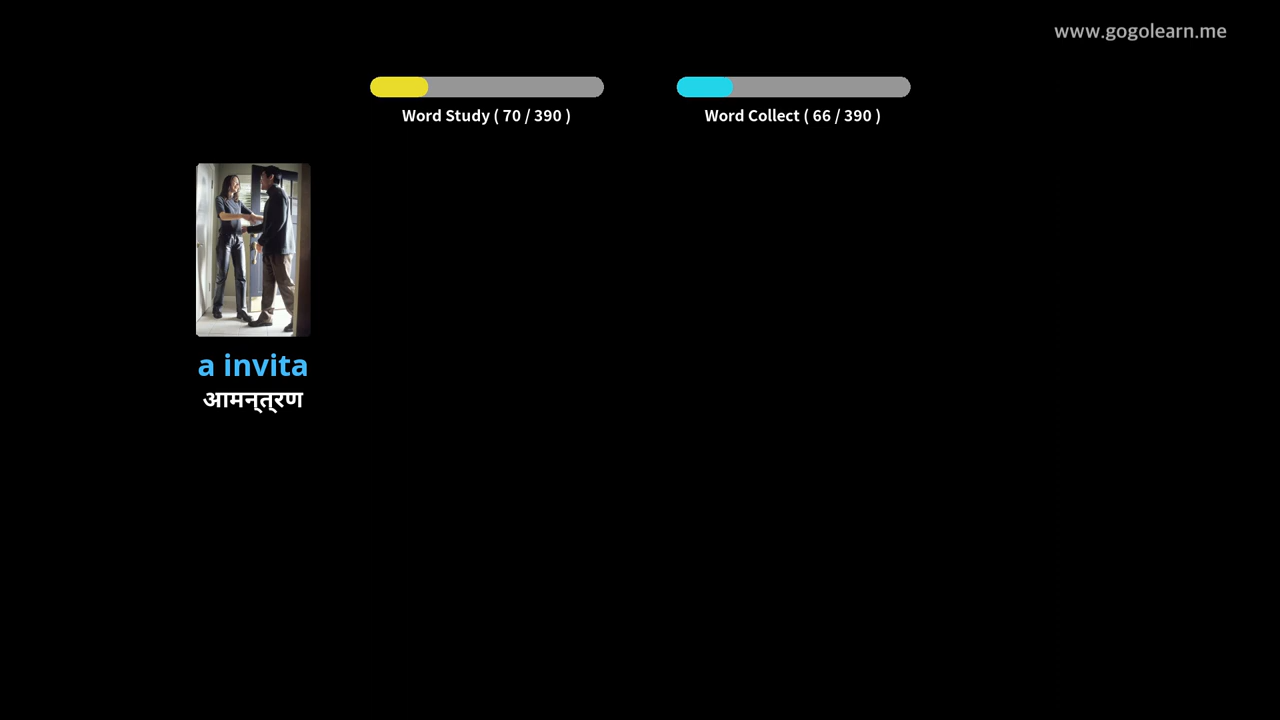 www.gogolearn.me
Word Study ( 70 / 390 )
Word Collect ( 66 / 390 )
a invita
आमन्त्रण